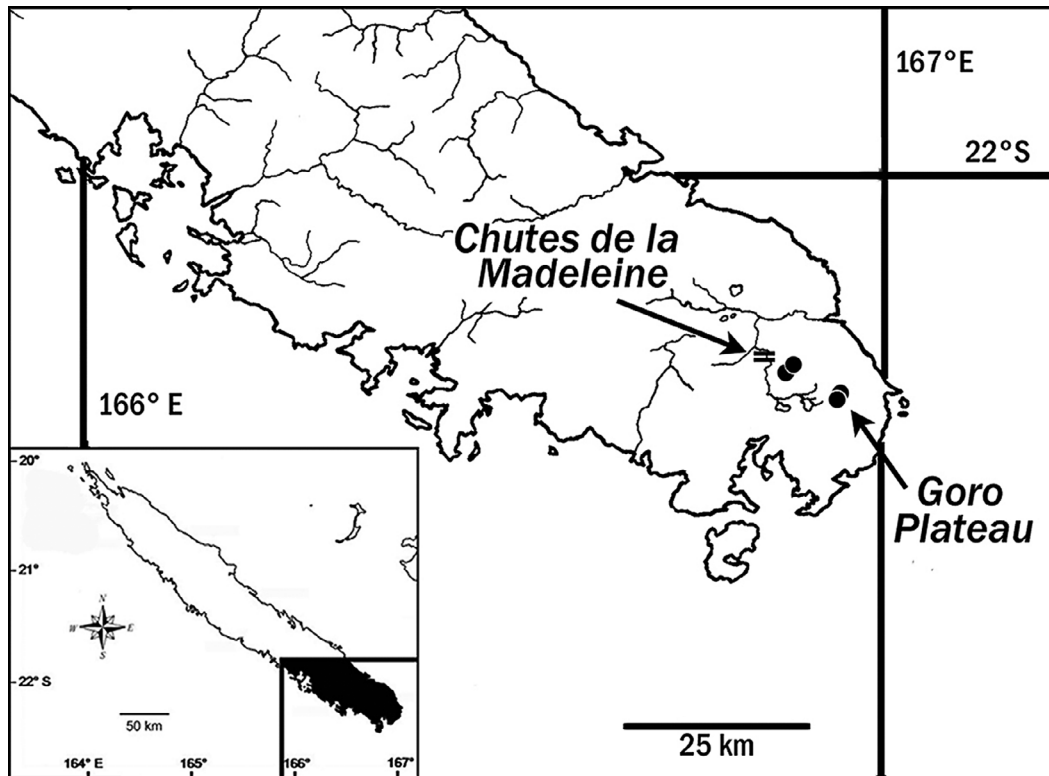 167°E
22°S
Chutes de la
Madeleine
166° E
Goro
Plateau
25 km
20°
21°
22° S
N
W E
S
50 km
164° E
165°
166°
167°